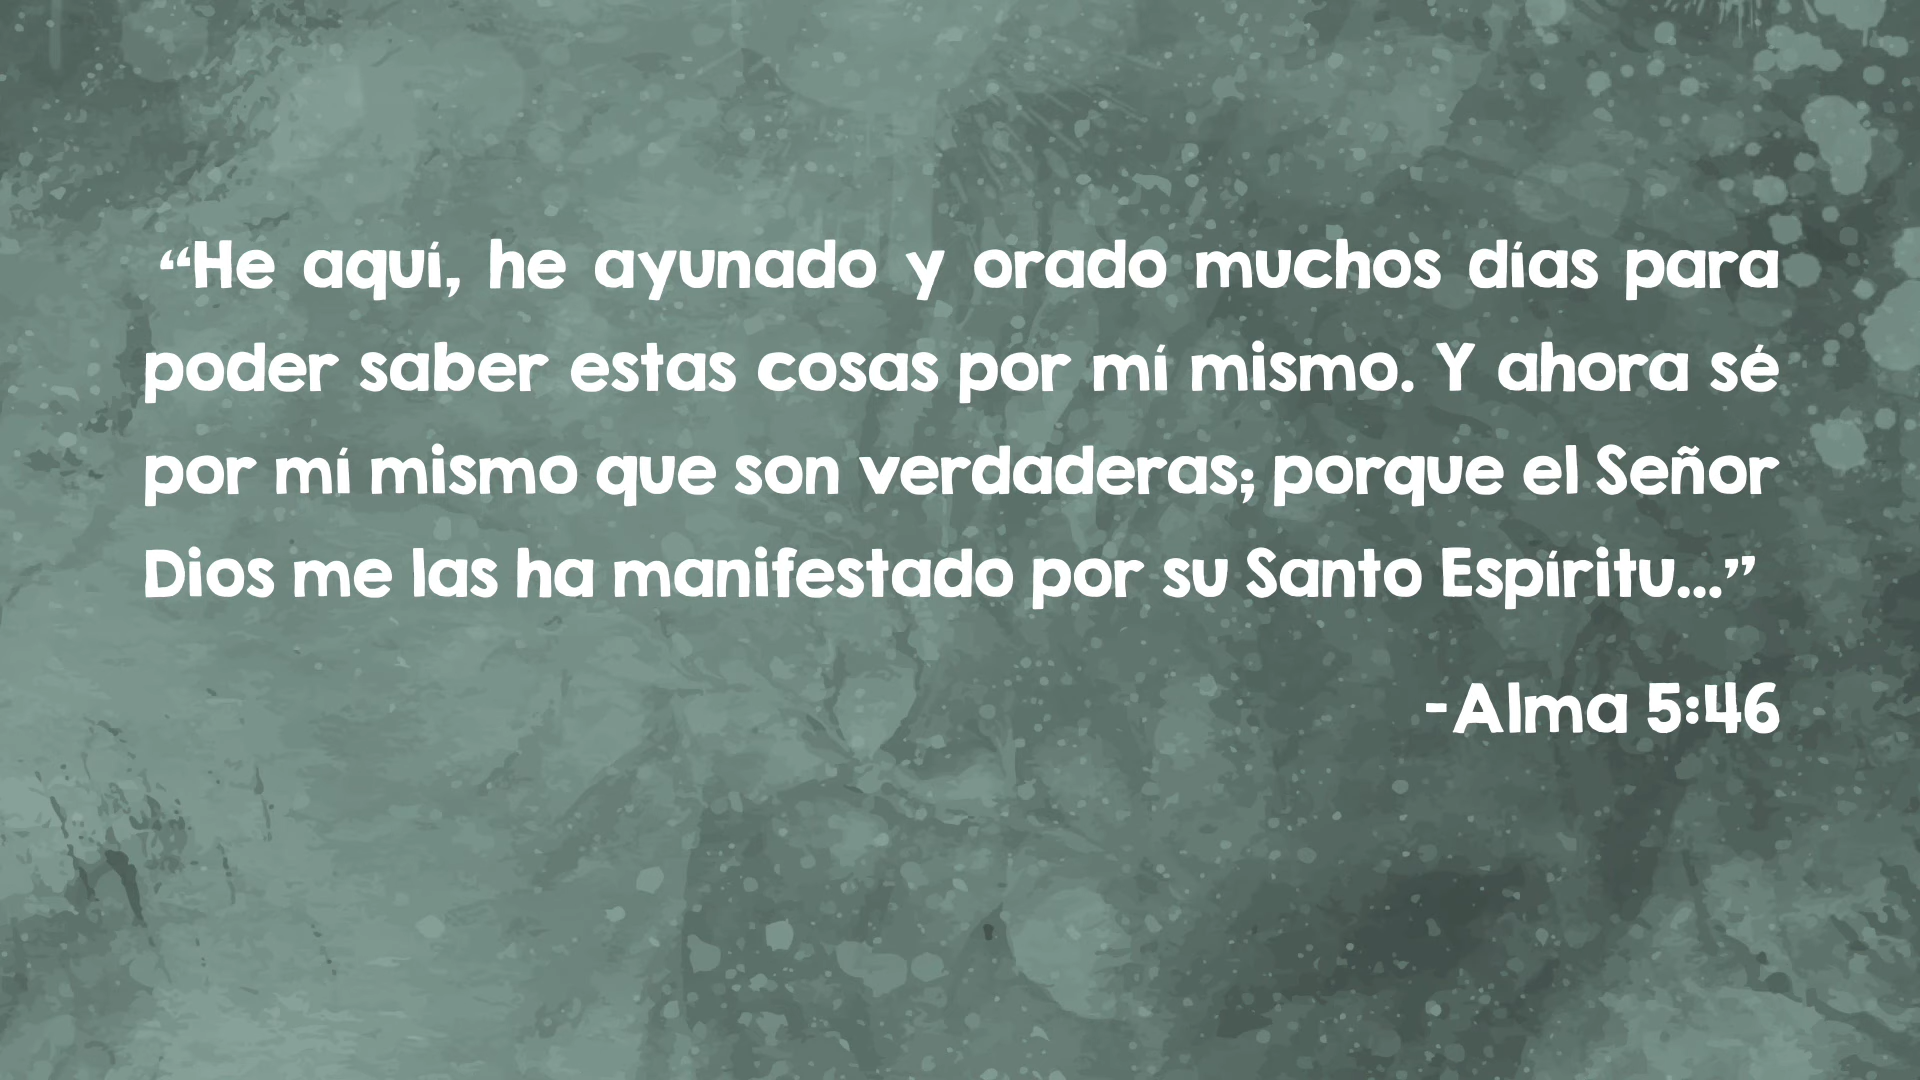 “He aquí, he ayunado y orado muchos días para
poder saber estas cosas por mí mismo. Y ahora sé
por mí mismo que son verdaderas; porque el Señor
Dios me las ha manifestado por su Santo Espíritu...”
-Alma 5:46